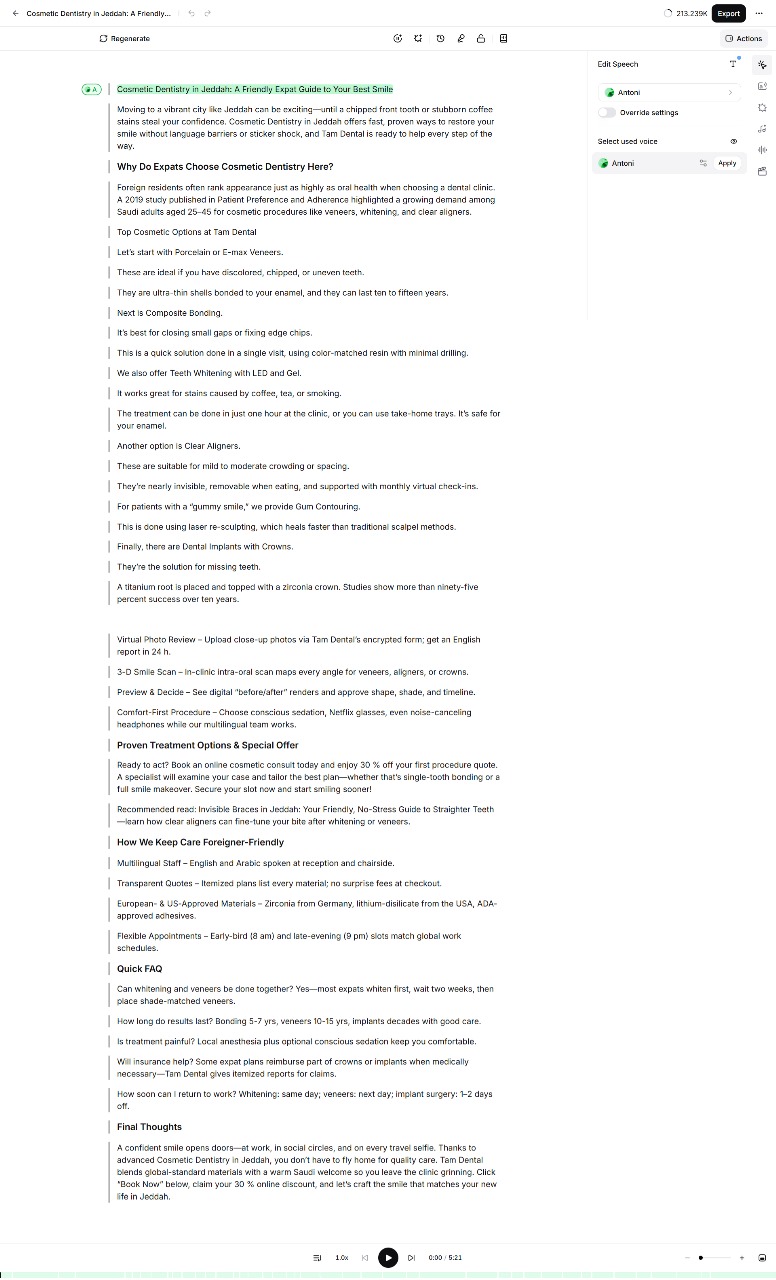 Cosmetic Dentistry in Jeddah: A Friendly...
213.239K
Export
Regenerate
Actions
Edit Speech
T
Antoni
Override settings
Select used voice
Antoni
Apply
A
Cosmetic Dentistry in Jeddah: A Friendly Expat Guide to Your Best Smile
Moving to a vibrant city like Jeddah can be exciting—until a chipped front tooth or stubborn coffee
stains steal your confidence. Cosmetic Dentistry in Jeddah offers fast, proven ways to restore your
smile without language barriers or sticker shock, and Tam Dental is ready to help every step of the
way.
Why Do Expats Choose Cosmetic Dentistry Here?
Foreign residents often rank appearance just as highly as oral health when choosing a dental clinic.
A 2019 study published in Patient Preference and Adherence highlighted a growing demand among
Saudi adults aged 25–45 for cosmetic procedures like veneers, whitening, and clear aligners.
Top Cosmetic Options at Tam Dental
Let's start with Porcelain or E-max Veneers.
These are ideal if you have discolored, chipped, or uneven teeth.
They are ultra-thin shells bonded to your enamel, and they can last ten to fifteen years.
Next is Composite Bonding.
It's best for closing small gaps or fixing edge chips.
This is a quick solution done in a single visit, using color-matched resin with minimal drilling.
We also offer Teeth Whitening with LED and Gel.
It works great for stains caused by coffee, tea, or smoking.
The treatment can be done in just one hour at the clinic, or you can use take-home trays. It's safe for
your enamel.
Another option is Clear Aligners.
These are suitable for mild to moderate crowding or spacing.
They're nearly invisible, removable when eating, and supported with monthly virtual check-ins.
For patients with a "gummy smile," we provide Gum Contouring.
This is done using laser re-sculpting, which heals faster than traditional scalpel methods.
Finally, there are Dental Implants with Crowns.
They're the solution for missing teeth.
A titanium root is placed and topped with a zirconia crown. Studies show more than ninety-five
percent success over ten years.
Virtual Photo Review – Upload close-up photos via Tam Dental's encrypted form; get an English
report in 24 h.
3-D Smile Scan – In-clinic intra-oral scan maps every angle for veneers, aligners, or crowns.
Preview & Decide – See digital "before/after" renders and approve shape, shade, and timeline.
Comfort-First Procedure – Choose conscious sedation, Netflix glasses, even noise-canceling
headphones while our multilingual team works.
Proven Treatment Options & Special Offer
Ready to act? Book an online cosmetic consult today and enjoy 30 % off your first procedure quote.
A specialist will examine your case and tailor the best plan—whether that's single-tooth bonding or a
full smile makeover. Secure your slot now and start smiling sooner!
Recommended read: Invisible Braces in Jeddah: Your Friendly, No-Stress Guide to Straighter Teeth
—learn how clear aligners can fine-tune your bite after whitening or veneers.
How We Keep Care Foreigner-Friendly
Multilingual Staff – English and Arabic spoken at reception and chairside.
Transparent Quotes – Itemized plans list every material; no surprise fees at checkout.
European- & US-Approved Materials – Zirconia from Germany, lithium-disilicate from the USA, ADA-
approved adhesives.
Flexible Appointments – Early-bird (8 am) and late-evening (9 pm) slots match global work
schedules.
Quick FAQ
Can whitening and veneers be done together? Yes—most expats whiten first, wait two weeks, then
place shade-matched veneers.
How long do results last? Bonding 5-7 yrs, veneers 10-15 yrs, implants decades with good care.
Is treatment painful? Local anesthesia plus optional conscious sedation keep you comfortable.
Will insurance help? Some expat plans reimburse part of crowns or implants when medically
necessary—Tam Dental gives itemized reports for claims.
How soon can I return to work? Whitening: same day; veneers: next day; implant surgery: 1–2 days
off.
Final Thoughts
A confident smile opens doors—at work, in social circles, and on every travel selfie. Thanks to
advanced Cosmetic Dentistry in Jeddah, you don't have to fly home for quality care. Tam Dental
blends global-standard materials with a warm Saudi welcome so you leave the clinic grinning. Click
"Book Now" below, claim your 30 % online discount, and let's craft the smile that matches your new
life in Jeddah.
1.0x
0:00 / 5:21